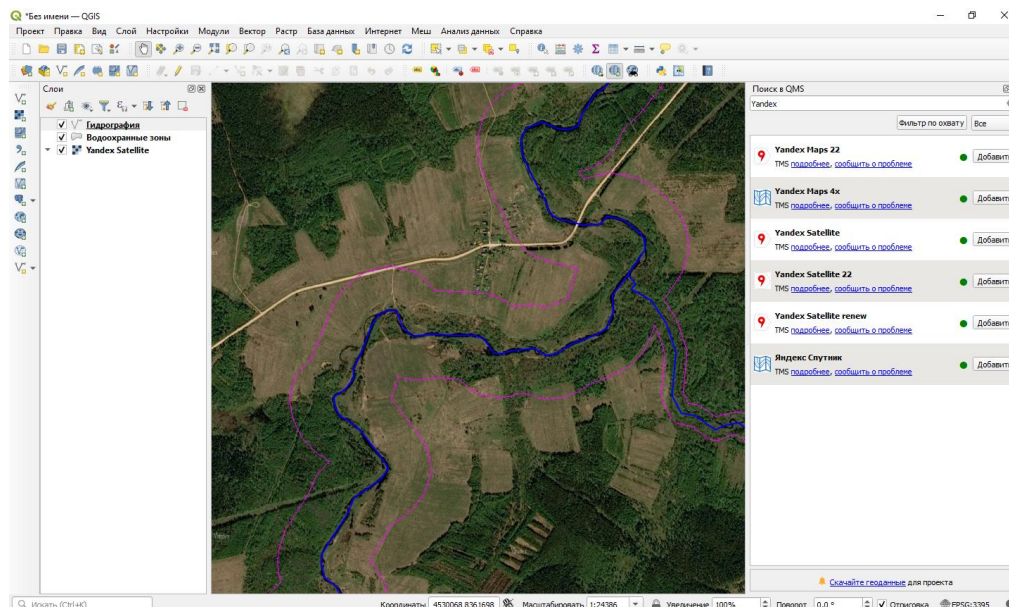 *Без имени — QGIS
Проект Правка Вид Слой Настройки Модули Вектор Растр База данных Интернет Меш Анализ данных Справка
Слои
Гидрография
Водоохранные зоны
Yandex Satellite
Поиск в QMS
Yandex
Фильтр по охвату Все
Yandex Maps 22
TMS подробнее, сообщить о проблеме Добавить
Yandex Maps 4x
TMS подробнее, сообщить о проблеме Добавить
Yandex Satellite
TMS подробнее, сообщить о проблеме Добавить
Yandex Satellite 22
TMS подробнее, сообщить о проблеме Добавить
Yandex Satellite renew
TMS подробнее, сообщить о проблеме Добавить
Яндекс Спутник
TMS подробнее, сообщить о проблеме Добавить
Скачайте геоданные для проекта
Искать (Ctrl+K) Координаты 4530068 8361698 Масштабировать 1:24386 Увеличение 100% Поворот 0,0 ° Отрисовка EPSG:3395